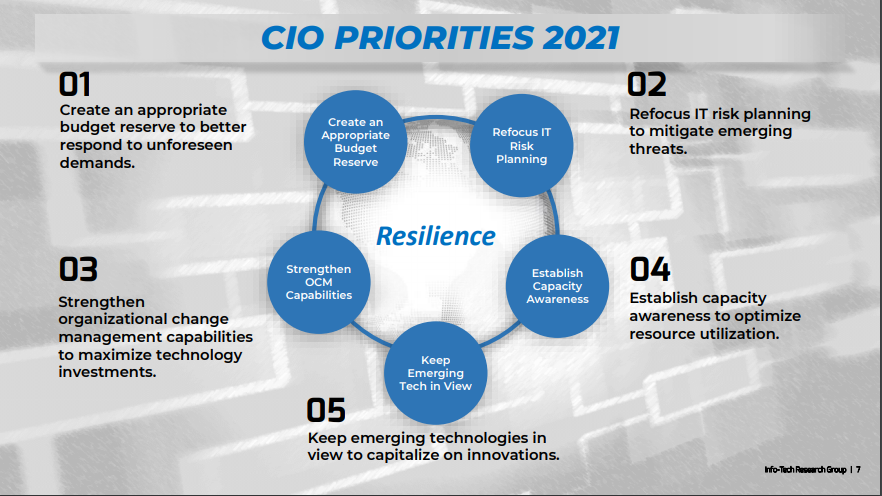 CIO PRIORITIES 2021
01
Create an appropriate
budget reserve to better
respond to unforeseen
demands.
02
Refocus IT risk planning
to mitigate emerging
threats.
Create an
Appropriate
Budget
Reserve
Refocus IT
Risk
Planning
Resilience
03
Strengthen
organizational change
management capabilities
to maximize technology
investments.
Strengthen
OCM
Capabilities
Establish
Capacity
Awareness
04
Establish capacity
awareness to optimize
resource utilization.
Keep
Emerging
Tech in View
05
Keep emerging technologies in
view to capitalize on innovations.
Info-Tech Research Group | 7